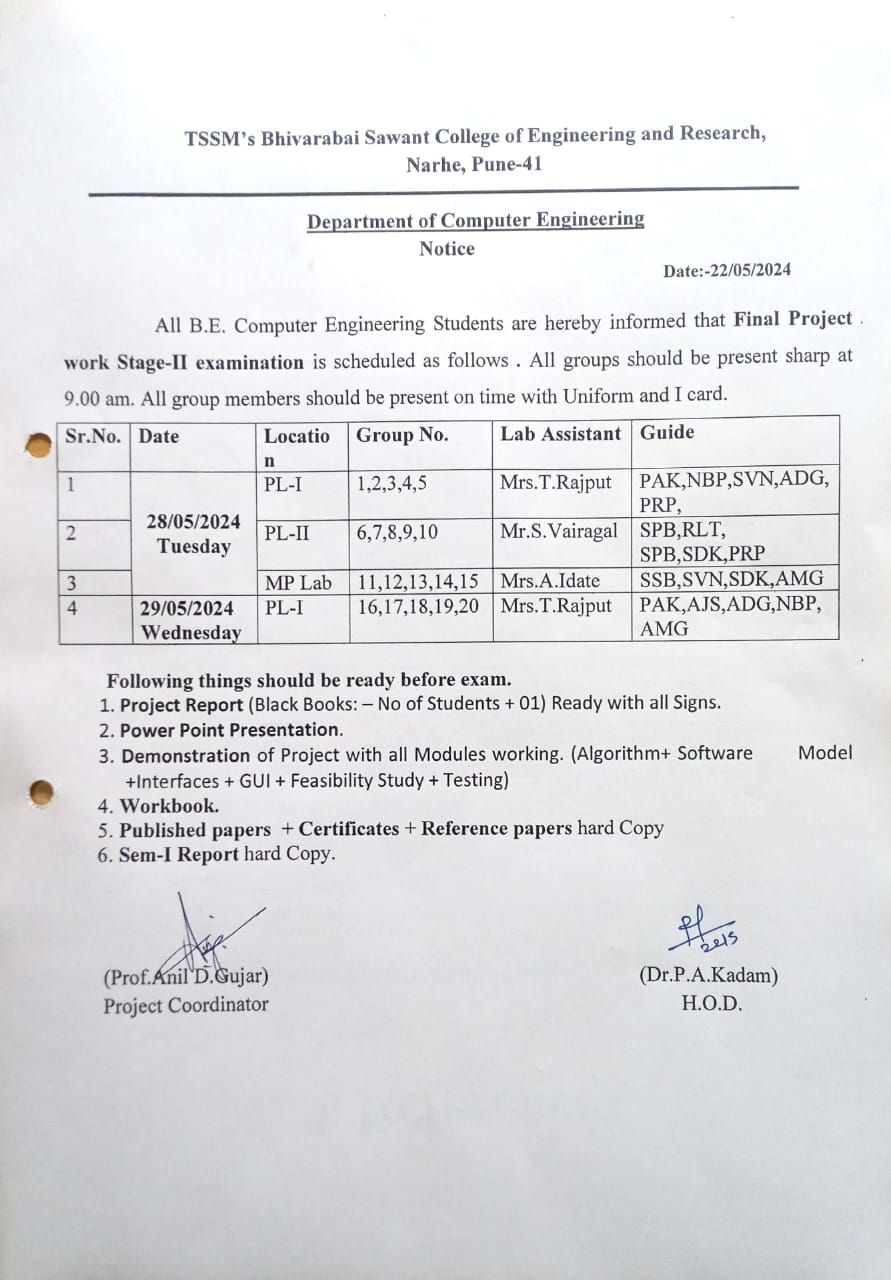 TSSM's Bhivarabai Sawant College of Engineering and Research,
Narhe, Pune-41
Department of Computer Engineering
Notice
Date:-22/05/2024
All B.E. Computer Engineering Students are hereby informed that Final Project .
work Stage-II examination is scheduled as follows . All groups should be present sharp at
9.00 am. All group members should be present on time with Uniform and I card.
Sr.No. Date Locatio Group No. Lab Assistant Guide
n
1 PL-I 1,2,3,4,5 Mrs.T.Rajput PAK,NBP,SVN,ADG,
PRP,
28/05/2024
Tuesday
2 PL-II 6,7,8,9,10 Mr.S.Vairagal SPB,RLT,
SPB,SDK,PRP
3 MP Lab 11,12,13,14,15 Mrs.A.Idate SSB,SVN,SDK,AMG
4 29/05/2024 PL-I 16,17,18,19,20 Mrs.T.Rajput PAK,AJS,ADG,NBP,
Wednesday AMG
Following things should be ready before exam.
1. Project Report (Black Books: – No of Students + 01) Ready with all Signs.
2. Power Point Presentation.
3. Demonstration of Project with all Modules working. (Algorithm+ Software Model
+Interfaces + GUI + Feasibility Study + Testing)
4. Workbook.
5. Published papers + Certificates + Reference papers hard Copy
6. Sem-I Report hard Copy.
(Prof.Anil D.Gujar) (Dr.P.A.Kadam)
Project Coordinator H.O.D.